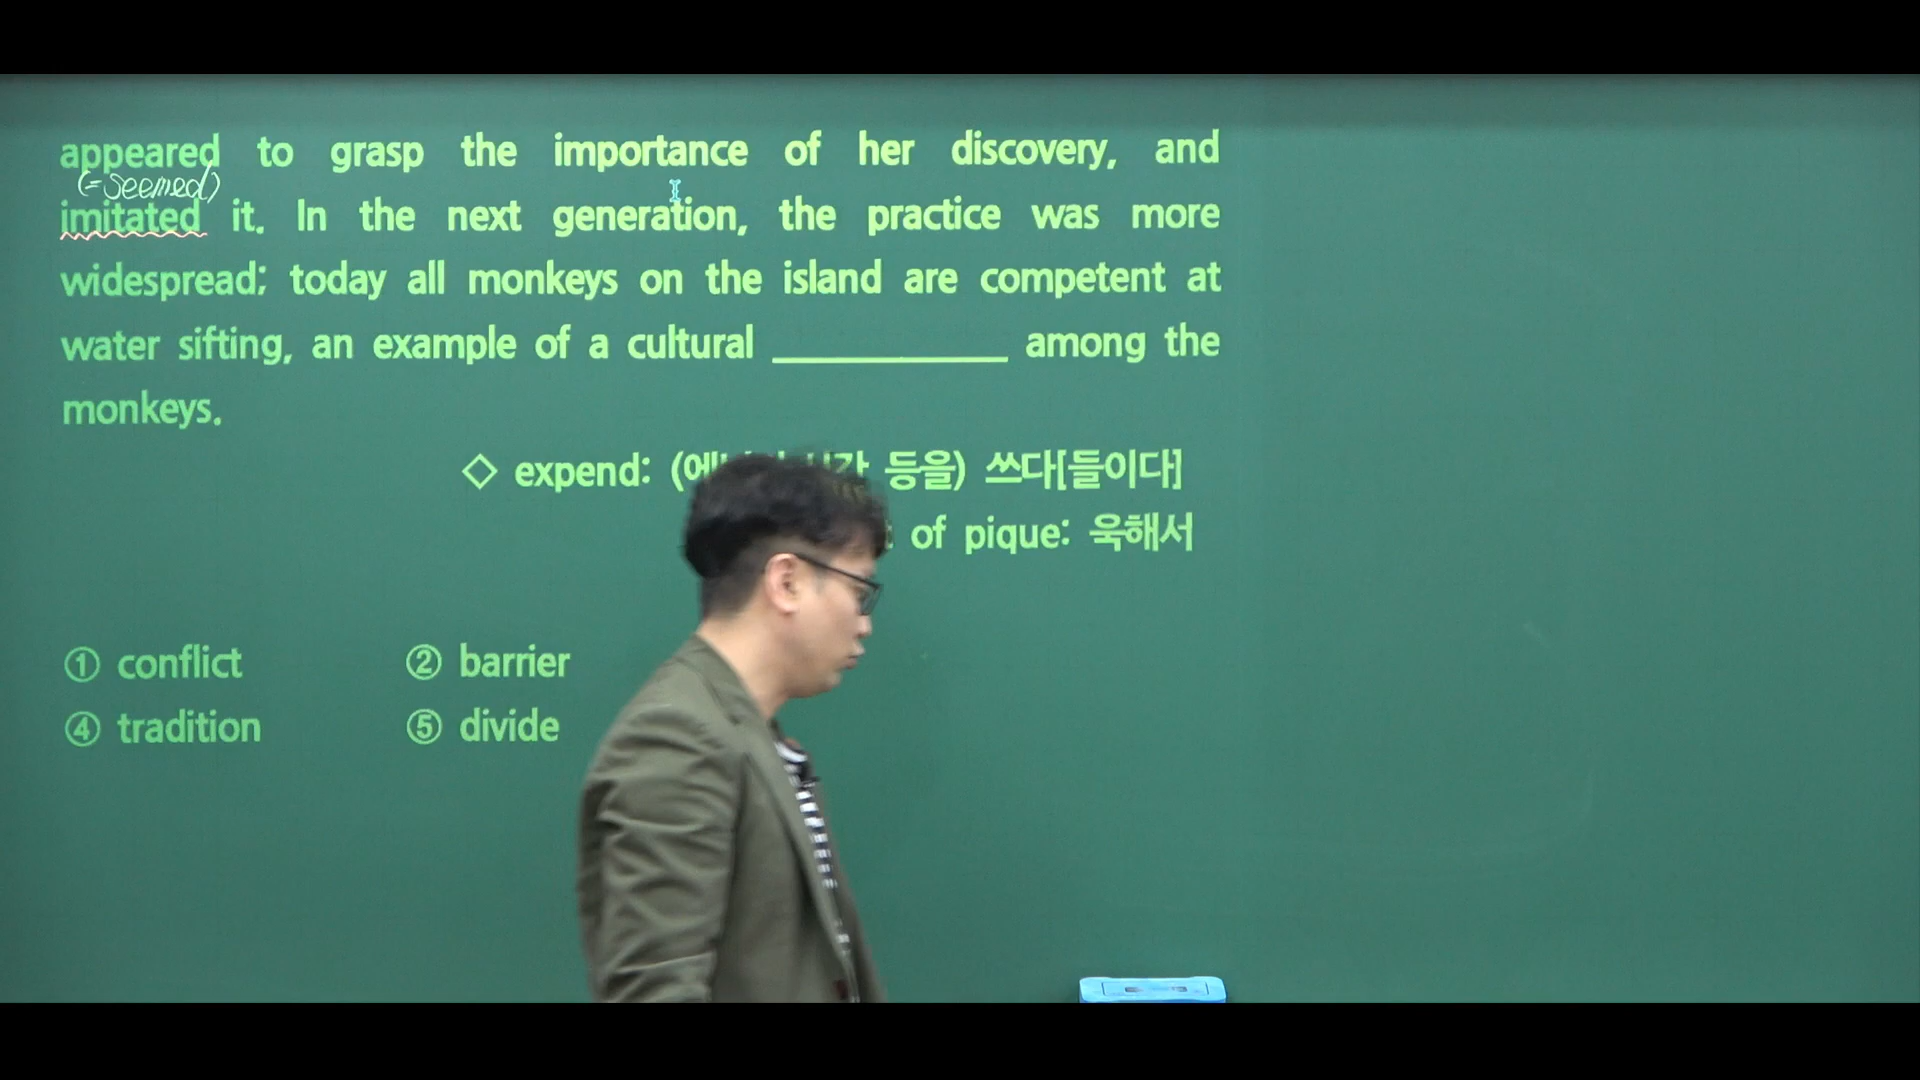 appeared to grasp the importance of her discovery, and
(=seemed)
imitated it. In the next generation, the practice was more
widespread; today all monkeys on the island are competent at
water sifting, an example of a cultural __________ among the
monkeys.
◇ expend: 등을) 쓰다[들이다]
of pique: 욱해서
① conflict ② barrier
④ tradition ⑤ divide